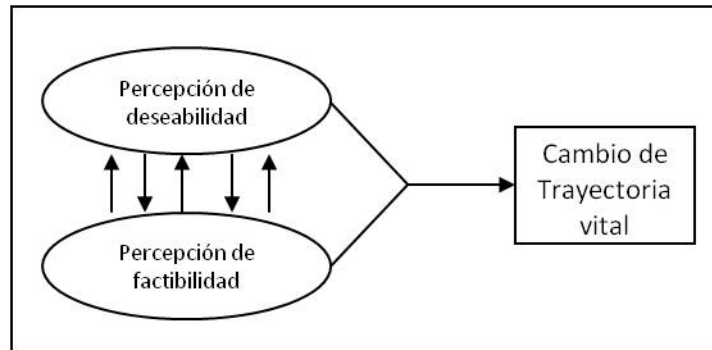 Percepción de
deseabilidad
Percepción de
factibilidad
Cambio de
Trayectoria
vital